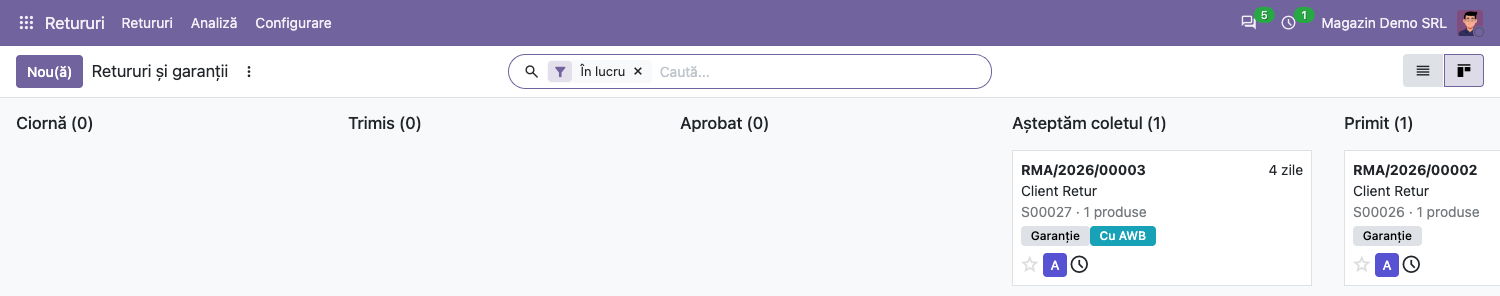 Retururi Retururi Analiză Configurare 5 1 Magazin Demo SRL
Nou(ă) Retururi și garanții În lucru × Caută...
Ciornă (0) Trimis (0) Aprobat (0) Așteptăm coletul (1) Primit (1)
RMA/2026/00003 4 zile
Client Retur
S00027 · 1 produse
Garanție Cu AWB
A
RMA/2026/00002
Client Retur
S00026 · 1 produse
Garanție
A